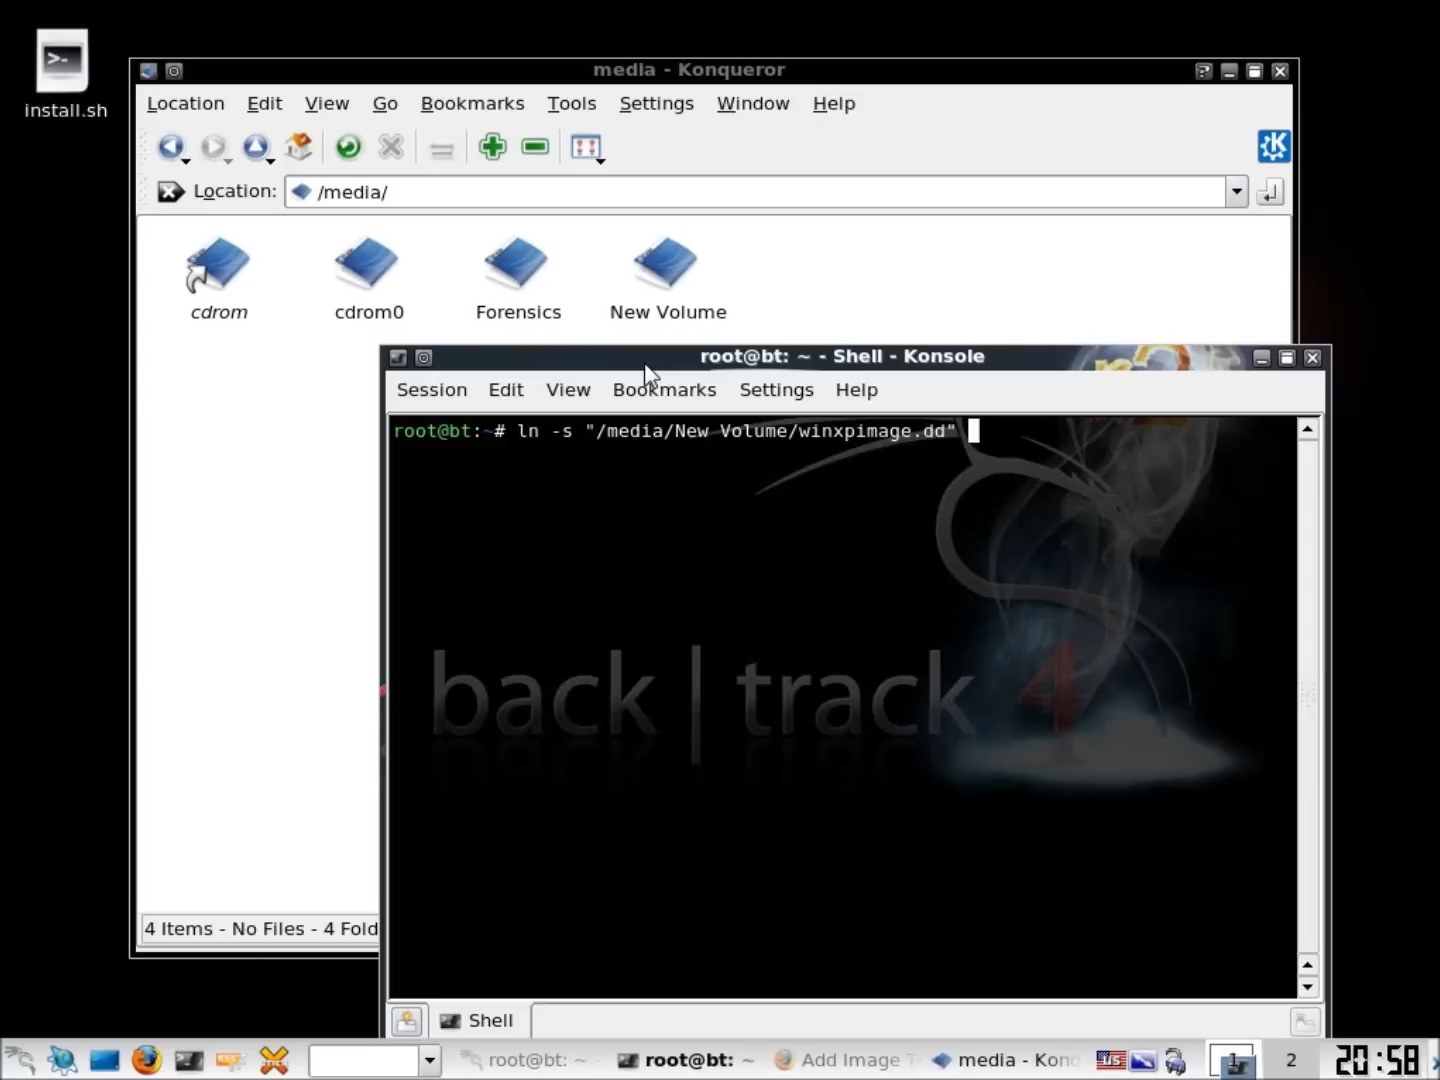 install.sh
media - Konqueror
Location Edit View Go Bookmarks Tools Settings Window Help
Location: /media/
cdrom cdrom0 Forensics New Volume
root@bt: ~ - Shell - Konsole
Session Edit View Bookmarks Settings Help
root@bt:~# ln -s "/media/New Volume/winxpimage.dd"
back | track 4
4 Items - No Files - 4 Fold
Shell
root@bt: ~ root@bt: ~ Add Image media - Kon US 1 2 20:58